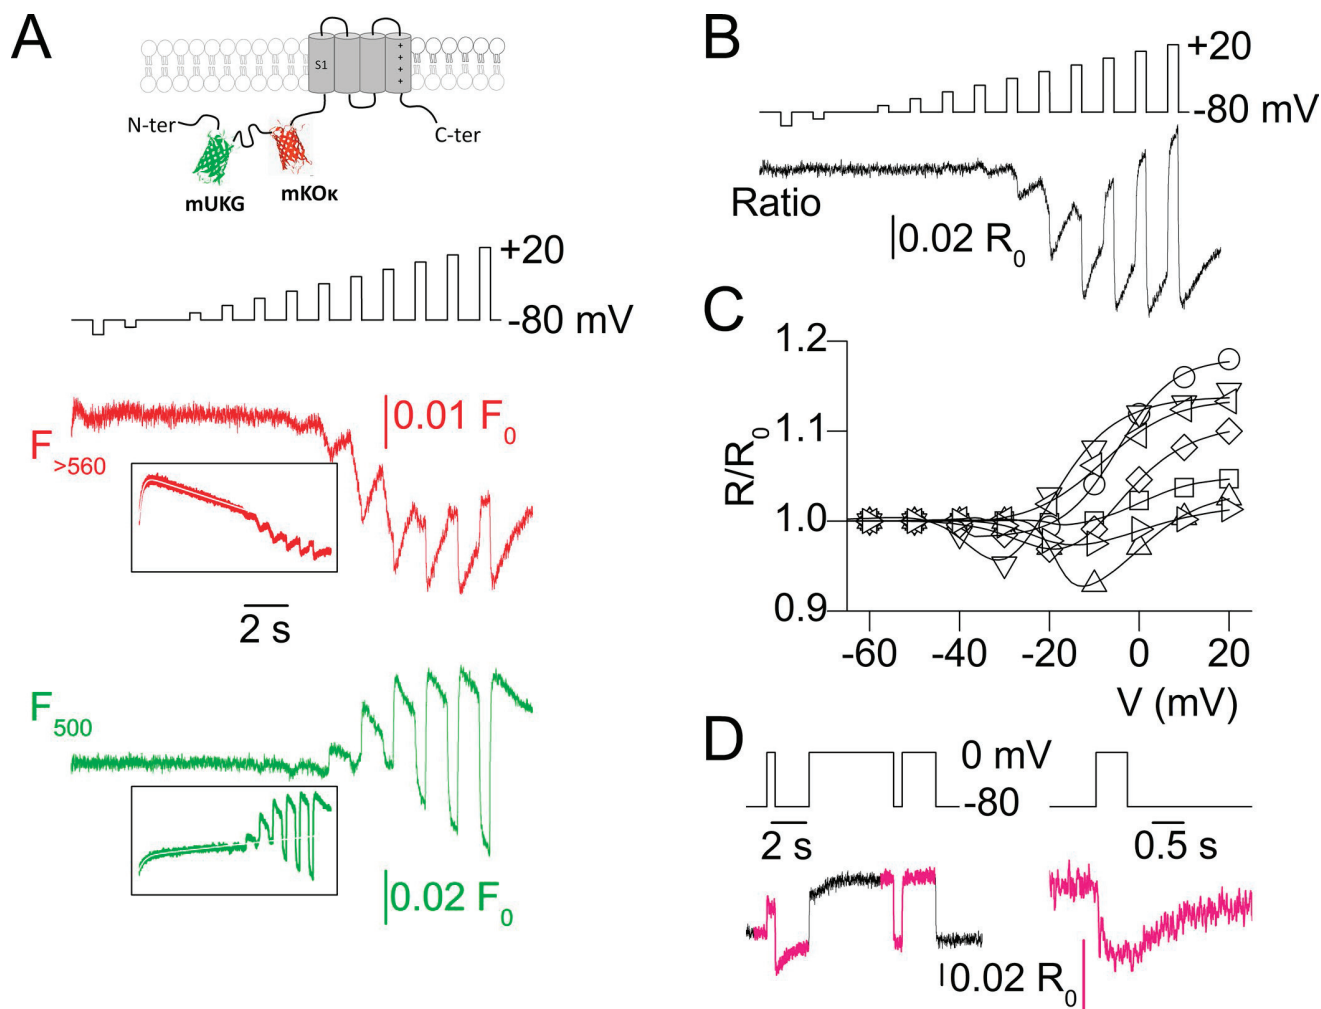 A
S1
+
+
+
+
N-ter
C-ter
mUKG
mKOκ
+20
-80 mV
0.01 F0
F>560
2 s
F500
0.02 F0
B
+20
-80 mV
Ratio
0.02 R0
C
1.2
1.1
1.0
0.9
R/R0
-60 -40 -20 0 20
V (mV)
D
0 mV
-80
2 s
0.5 s
0.02 R0